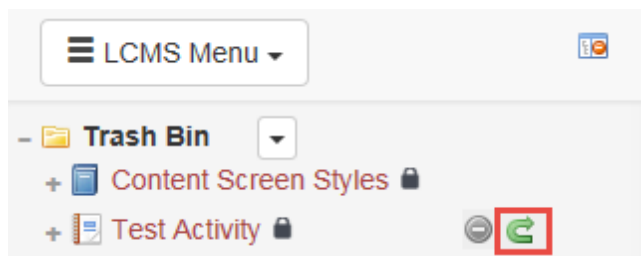 LCMS Menu
Trash Bin
Content Screen Styles
Test Activity